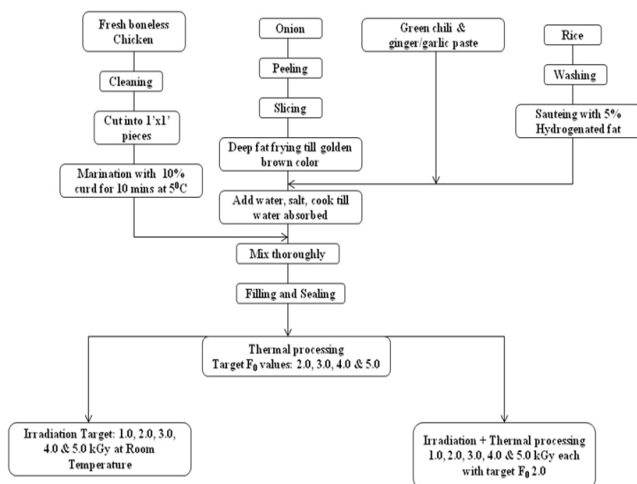 Fresh boneless
Chicken
Cleaning
Cut into 1'x1'
pieces
Marination with 10%
curd for 10 mins at 5⁰C
Onion
Peeling
Slicing
Deep fat frying till golden
brown color
Green chili &
ginger/garlic paste
Rice
Washing
Sauteing with 5%
Hydrogenated fat
Add water, salt, cook till
water absorbed
Mix thoroughly
Filling and Sealing
Thermal processing
Target F₀ values: 2.0, 3.0, 4.0 & 5.0
Irradiation Target: 1.0, 2.0, 3.0,
4.0 & 5.0 kGy at Room
Temperature
Irradiation + Thermal processing
1.0, 2.0, 3.0, 4.0 & 5.0 kGy each
with target F₀ 2.0